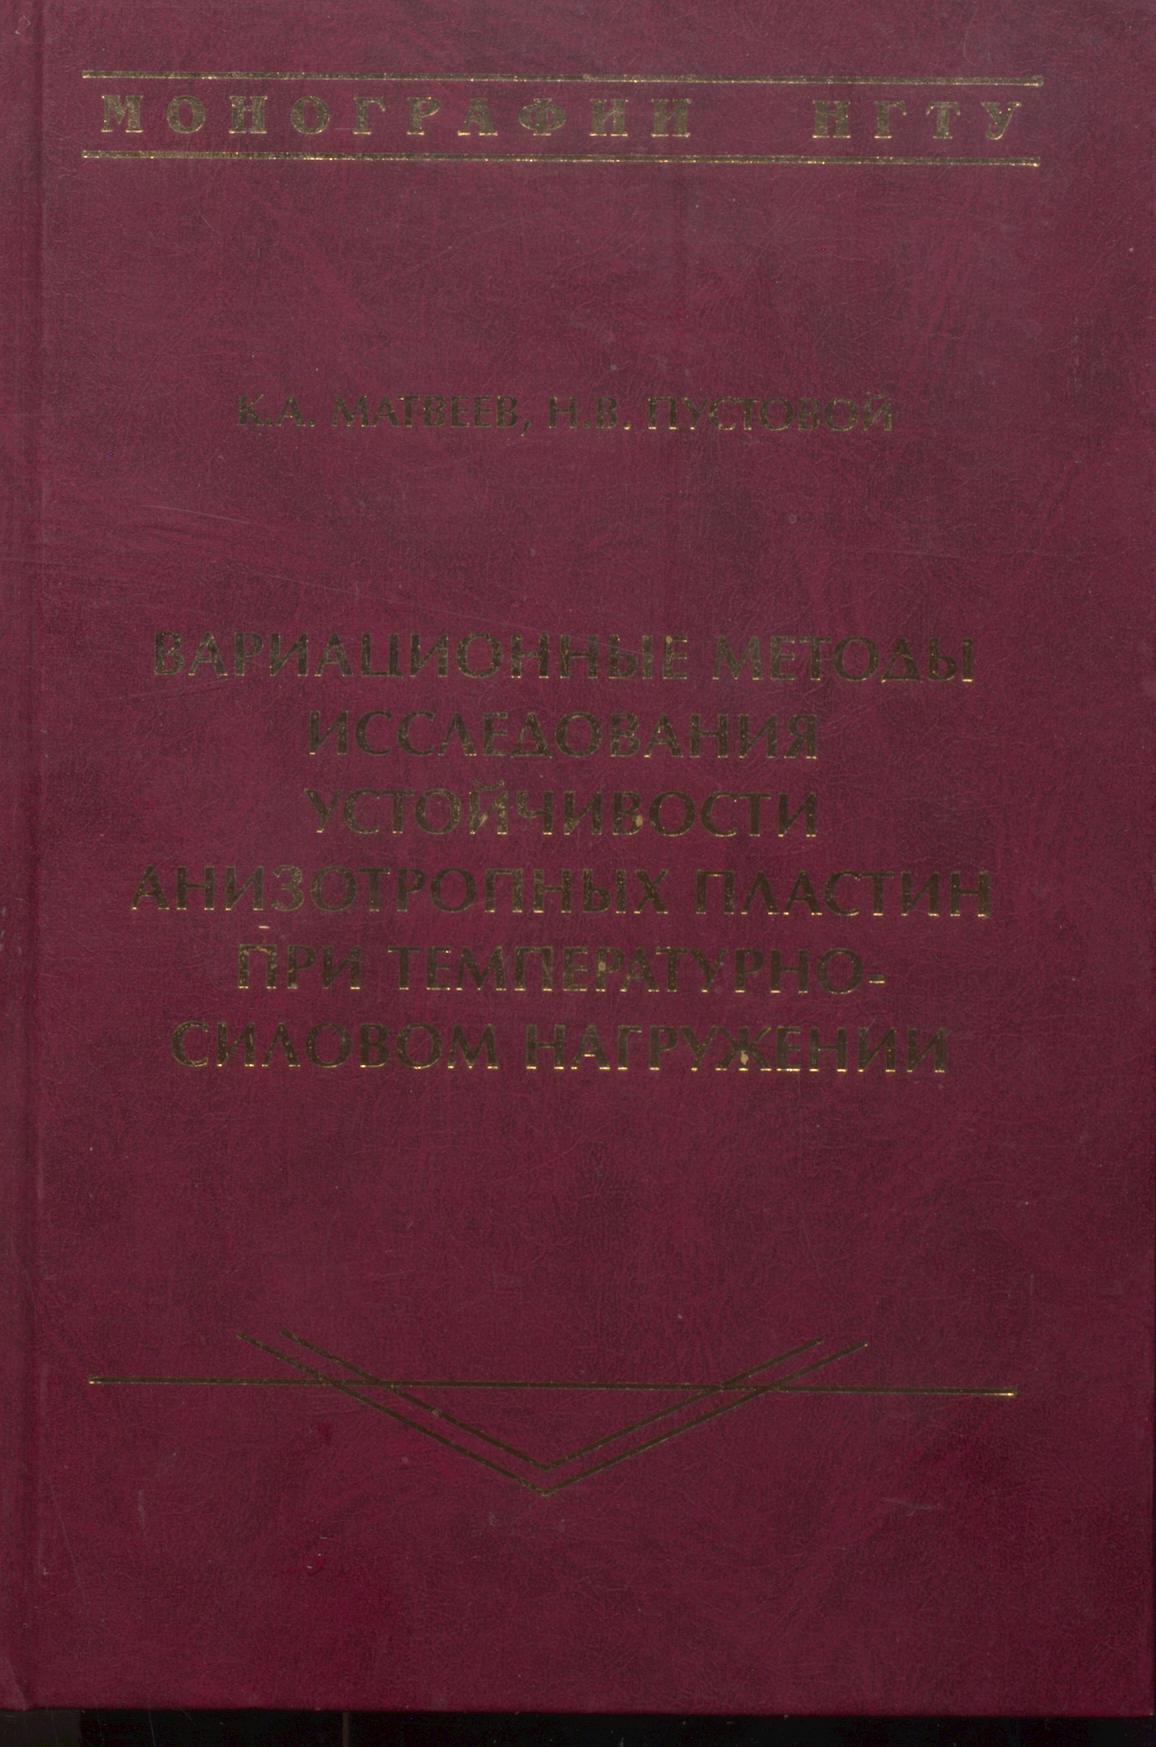 МОНОГРАФИИ НГТУ
К.А. МАТВЕЕВ, Н.В. ПУСТОВОЙ
ВАРИАЦИОННЫЕ МЕТОДЫ
ИССЛЕДОВАНИЯ
УСТОЙЧИВОСТИ
АНИЗОТРОПНЫХ ПЛАСТИН
ПРИ ТЕМПЕРАТУРНО-
СИЛОВОМ НАГРУЖЕНИИ